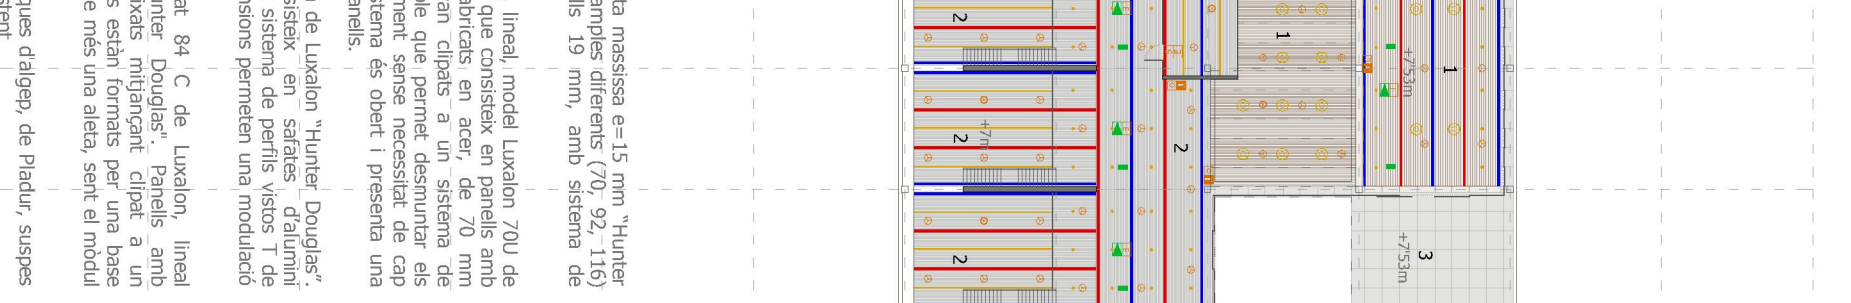 ta massissa e=15 mm “Hunter
amples diferents (70, 92, 116)
lls 19 mm, amb sistema de
lineal, model Luxalon 70U de
que consisteix en panells amb
abricats en acer, de 70 mm
ran clipats a un sistema de
ble que permet desmuntar els
ment sense necessitat de cap
stema és obert i presenta una
anells.
de Luxalon “Hunter Douglas”.
sisteix en safates d’alumini
sistema de perfils vistos T de
nsions permeten una modulació
at 84 C de Luxalon, lineal
unter Douglas". Panells amb
ixats mitjançant clipat a un
s estàn formats per una base
e més una aleta, sent el mòdul
ques d'algep, de Pladur, suspes
stent
1
3
+7'53m
+7'53m
1
2
+7m
2
2
2